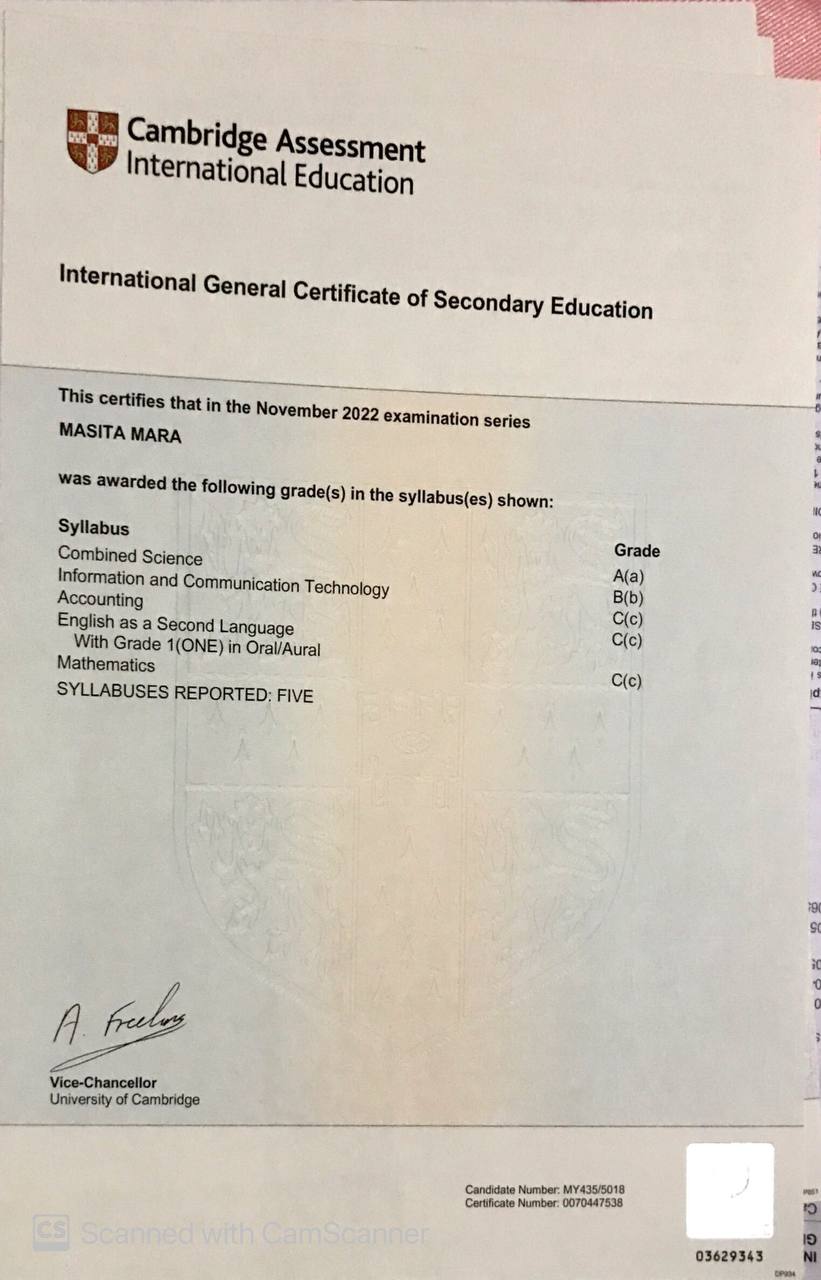 Cambridge Assessment
International Education
International General Certificate of Secondary Education
This certifies that in the November 2022 examination series
MASITA MARA
was awarded the following grade(s) in the syllabus(es) shown:
Syllabus Grade
Combined Science A(a)
Information and Communication Technology B(b)
Accounting C(c)
English as a Second Language C(c)
With Grade 1(ONE) in Oral/Aural
Mathematics C(c)
SYLLABUSES REPORTED: FIVE
A. Freeling
Vice-Chancellor
University of Cambridge
Candidate Number: MY435/5018
Certificate Number: 0070447538
03629343
DP934
CS Scanned with CamScanner